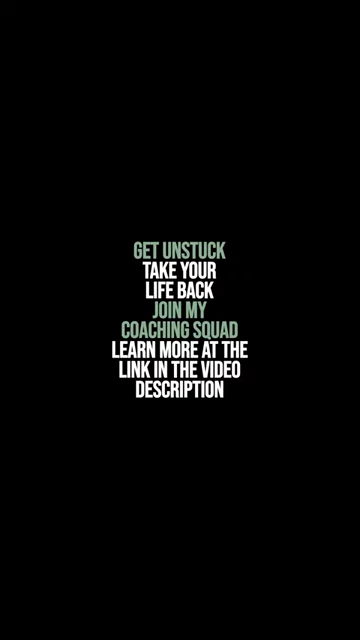 GET UNSTUCK
TAKE YOUR
LIFE BACK
JOIN MY
COACHING SQUAD
LEARN MORE AT THE
LINK IN THE VIDEO
DESCRIPTION